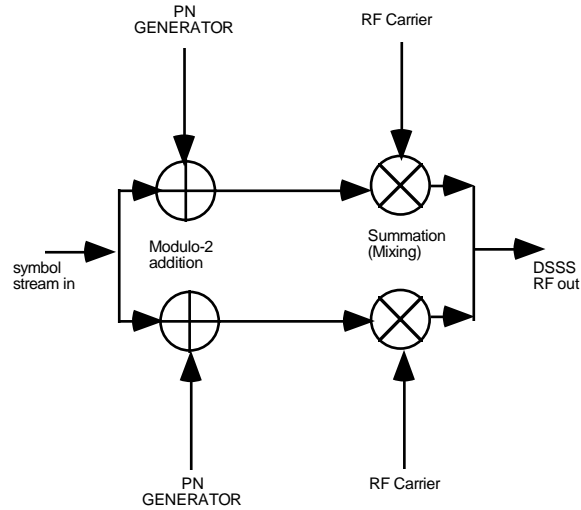 PN
GENERATOR
RF Carrier
Modulo-2
addition
Summation
(Mixing)
symbol
stream in
DSSS
RF out
PN
GENERATOR
RF Carrier